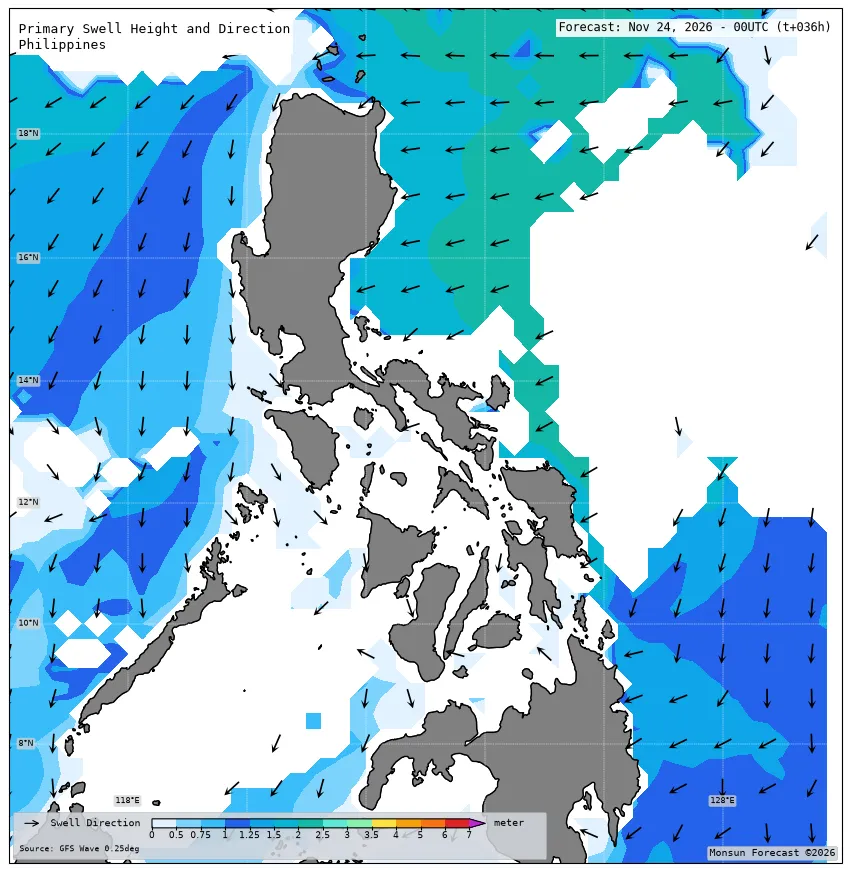 Primary Swell Height and Direction
Philippines
Forecast: Nov 24, 2026 - 00UTC (t+036h)
18°N
16°N
14°N
12°N
10°N
8°N
118°E
128°E
Swell Direction
0 0.5 0.75 1 1.25 1.5 2 2.5 3 3.5 4 5 6 7
meter
Source: GFS Wave 0.25deg
Monsun Forecast ©2026